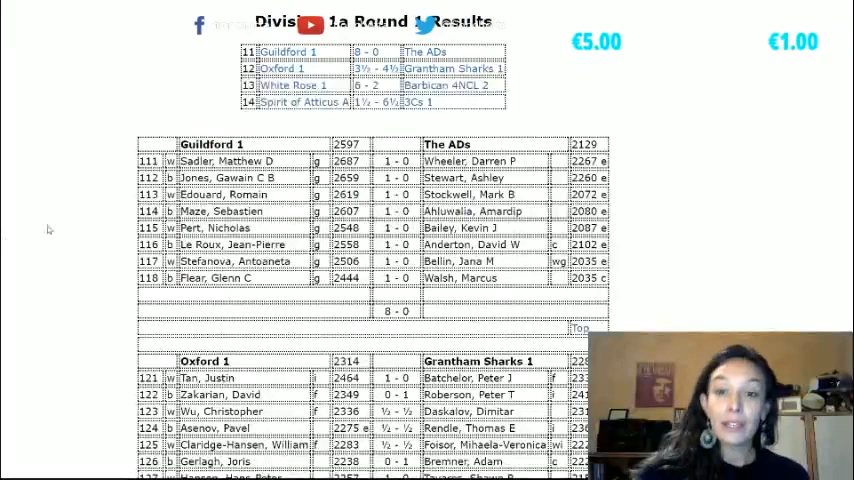 Division 1a Round 1 Results
€5.00 €1.00
11 Guildford 1 8 - 0 The ADs
12 Oxford 1 3½ - 4½ Grantham Sharks 1
13 White Rose 1 6 - 2 Barbican 4NCL 2
14 Spirit of Atticus A 1½ - 6½ 3Cs 1
Guildford 1 2597 The ADs 2129
111 w Sadler, Matthew D g 2687 1 - 0 Wheeler, Darren P 2267 e
112 b Jones, Gawain C B g 2659 1 - 0 Stewart, Ashley 2260 e
113 w Edouard, Romain g 2619 1 - 0 Stockwell, Mark B 2072 e
114 b Maze, Sebastien g 2607 1 - 0 Ahluwalia, Amardip 2080 e
115 w Pert, Nicholas g 2548 1 - 0 Bailey, Kevin J 2087 e
116 b Le Roux, Jean-Pierre g 2558 1 - 0 Anderton, David W c 2102 e
117 w Stefanova, Antoaneta g 2506 1 - 0 Bellin, Jana M wg 2035 e
118 b Flear, Glenn C g 2444 1 - 0 Walsh, Marcus 2035 c
8 - 0
Top
Oxford 1 2314 Grantham Sharks 1
121 w Tan, Justin i 2464 1 - 0 Batchelor, Peter J f
122 b Zakarian, David f 2349 0 - 1 Roberson, Peter T i
123 w Wu, Christopher f 2336 ½ - ½ Daskalov, Dimitar
124 b Asenov, Pavel 2275 e ½ - ½ Rendle, Thomas E i
125 w Claridge-Hansen, William f 2283 ½ - ½ Foisor, Mihaela-Veronica wi
126 b Gerlagh, Joris 2238 0 - 1 Bremner, Adam c